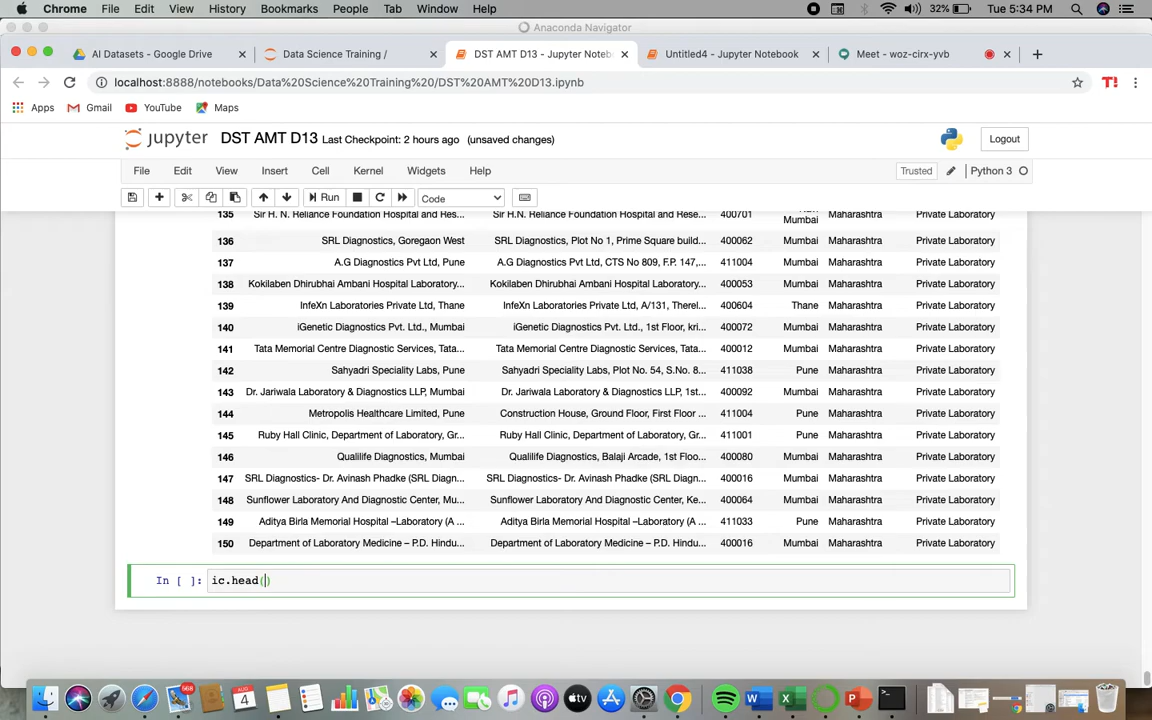 Chrome File Edit View History Bookmarks People Tab Window Help 32% Tue 5:34 PM
Anaconda Navigator
AI Datasets - Google Drive Data Science Training / DST AMT D13 - Jupyter Noteb Untitled4 - Jupyter Notebook Meet - woz-cirx-yvb
localhost:8888/notebooks/Data%20Science%20Training%20/DST%20AMT%20D13.ipynb T!
Apps Gmail YouTube Maps
jupyter DST AMT D13 Last Checkpoint: 2 hours ago (unsaved changes) Logout
File Edit View Insert Cell Kernel Widgets Help Trusted Python 3
Run Code
135 Sir H. N. Reliance Foundation Hospital and Res... Sir H.N. Reliance Foundation Hospital and Rese... 400701 Navi Mumbai Maharashtra Private Laboratory
136 SRL Diagnostics, Goregaon West SRL Diagnostics, Plot No 1, Prime Square build... 400062 Mumbai Maharashtra Private Laboratory
137 A.G Diagnostics Pvt Ltd, Pune A.G Diagnostics Pvt Ltd, CTS No 809, F.P. 147,... 411004 Mumbai Maharashtra Private Laboratory
138 Kokilaben Dhirubhai Ambani Hospital Laboratory... Kokilaben Dhirubhai Ambani Hospital Laboratory... 400053 Mumbai Maharashtra Private Laboratory
139 InfeXn Laboratories Private Ltd, Thane InfeXn Laboratories Private Ltd, A/131, Therel... 400604 Thane Maharashtra Private Laboratory
140 iGenetic Diagnostics Pvt. Ltd., Mumbai iGenetic Diagnostics Pvt. Ltd., 1st Floor, kri... 400072 Mumbai Maharashtra Private Laboratory
141 Tata Memorial Centre Diagnostic Services, Tata... Tata Memorial Centre Diagnostic Services, Tata... 400012 Mumbai Maharashtra Private Laboratory
142 Sahyadri Speciality Labs, Pune Sahyadri Speciality Labs, Plot No. 54, S.No. 8... 411038 Pune Maharashtra Private Laboratory
143 Dr. Jariwala Laboratory & Diagnostics LLP, Mumbai Dr. Jariwala Laboratory & Diagnostics LLP, 1st... 400092 Mumbai Maharashtra Private Laboratory
144 Metropolis Healthcare Limited, Pune Construction House, Ground Floor, First Floor ... 411004 Pune Maharashtra Private Laboratory
145 Ruby Hall Clinic, Department of Laboratory, Gr... Ruby Hall Clinic, Department of Laboratory, Gr... 411001 Pune Maharashtra Private Laboratory
146 Qualilife Diagnostics, Mumbai Qualilife Diagnostics, Balaji Arcade, 1st Floo... 400080 Mumbai Maharashtra Private Laboratory
147 SRL Diagnostics- Dr. Avinash Phadke (SRL Diagn... SRL Diagnostics- Dr. Avinash Phadke (SRL Diagn... 400016 Mumbai Maharashtra Private Laboratory
148 Sunflower Laboratory And Diagnostic Center, Mu... Sunflower Laboratory And Diagnostic Center, Ke... 400064 Mumbai Maharashtra Private Laboratory
149 Aditya Birla Memorial Hospital –Laboratory (A ... Aditya Birla Memorial Hospital –Laboratory (A ... 411033 Pune Maharashtra Private Laboratory
150 Department of Laboratory Medicine – P.D. Hindu... Department of Laboratory Medicine – P.D. Hindu... 400016 Mumbai Maharashtra Private Laboratory
In [ ]: ic.head()
568 AUG 4 tv